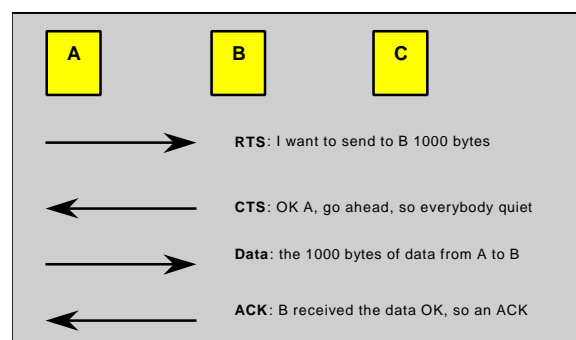 A B C
RTS: I want to send to B 1000 bytes
CTS: OK A, go ahead, so everybody quiet
Data: the 1000 bytes of data from A to B
ACK: B received the data OK, so an ACK